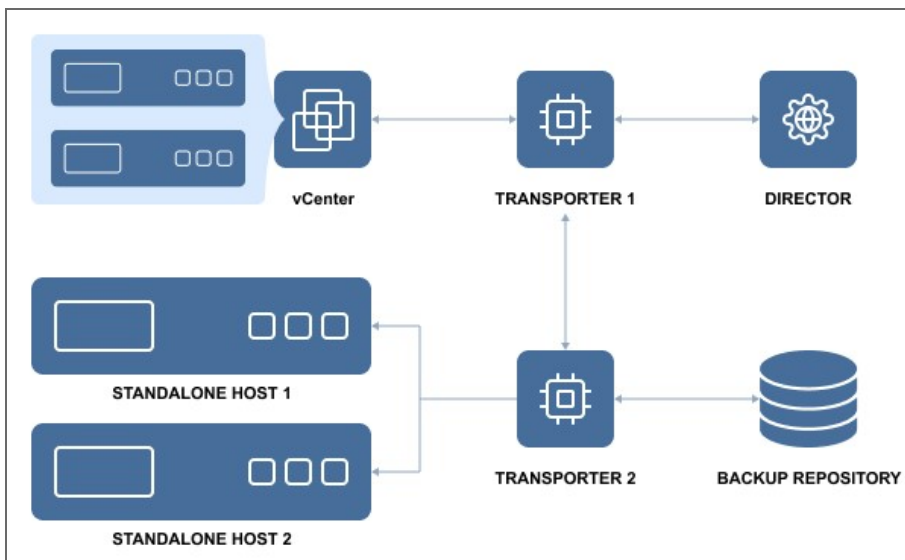 vCenter
TRANSPORTER 1
DIRECTOR
STANDALONE HOST 1
STANDALONE HOST 2
TRANSPORTER 2
BACKUP REPOSITORY